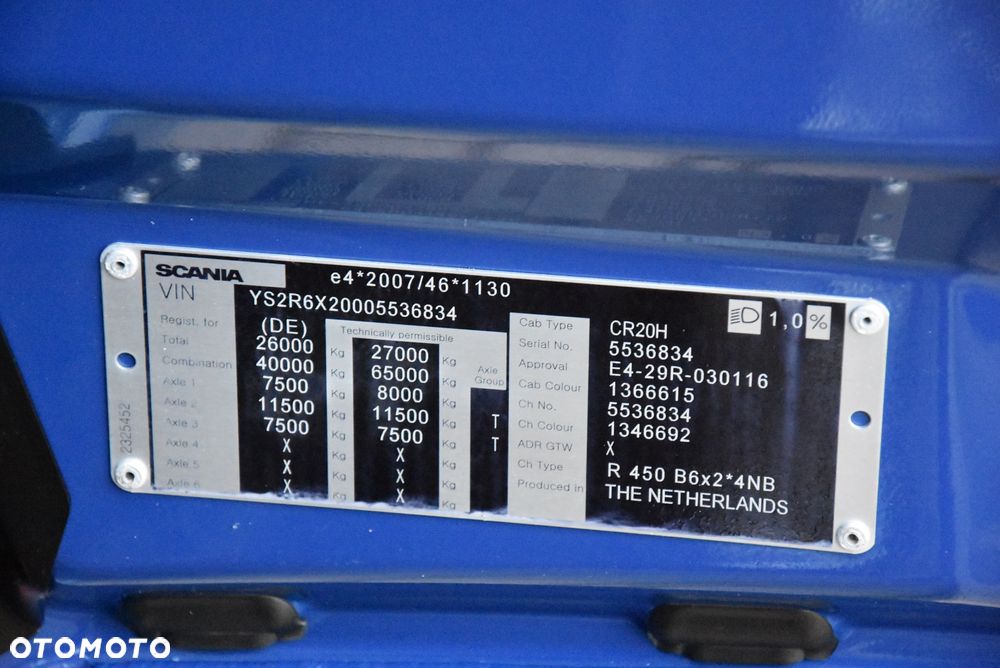 SCANIA e4*2007/46*1130
VIN YS2R6X20005536834
1,0%
Regist. for (DE) Technically permissible
Total 26000 Kg 27000 Kg
Combination 40000 Kg 65000 Kg Axle Group
Axle 1 7500 Kg 8000 Kg
Axle 2 11500 Kg 11500 Kg T
Axle 3 7500 Kg 7500 Kg T
Axle 4 X Kg X Kg
Axle 5 X Kg X Kg
Axle 6 X Kg X Kg
2325452
Cab Type CR20H
Serial No. 5536834
Approval E4-29R-030116
Cab Colour 1366615
Ch No. 5536834
Ch Colour 1346692
ADR GTW X
Ch Type R 450 B6x2*4NB
Produced in THE NETHERLANDS
OTOMOTO